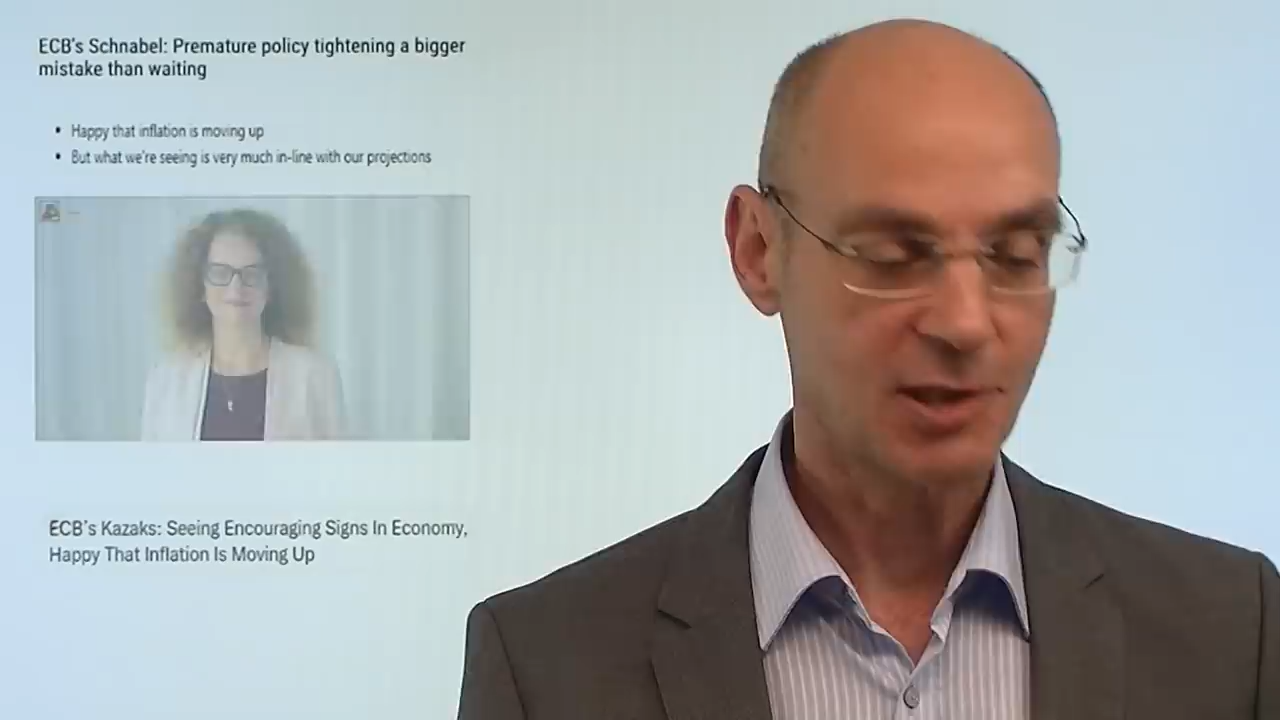 ECB's Schnabel: Premature policy tightening a bigger
mistake than waiting
• Happy that inflation is moving up
• But what we're seeing is very much in-line with our projections
ECB's Kazaks: Seeing Encouraging Signs In Economy,
Happy That Inflation Is Moving Up